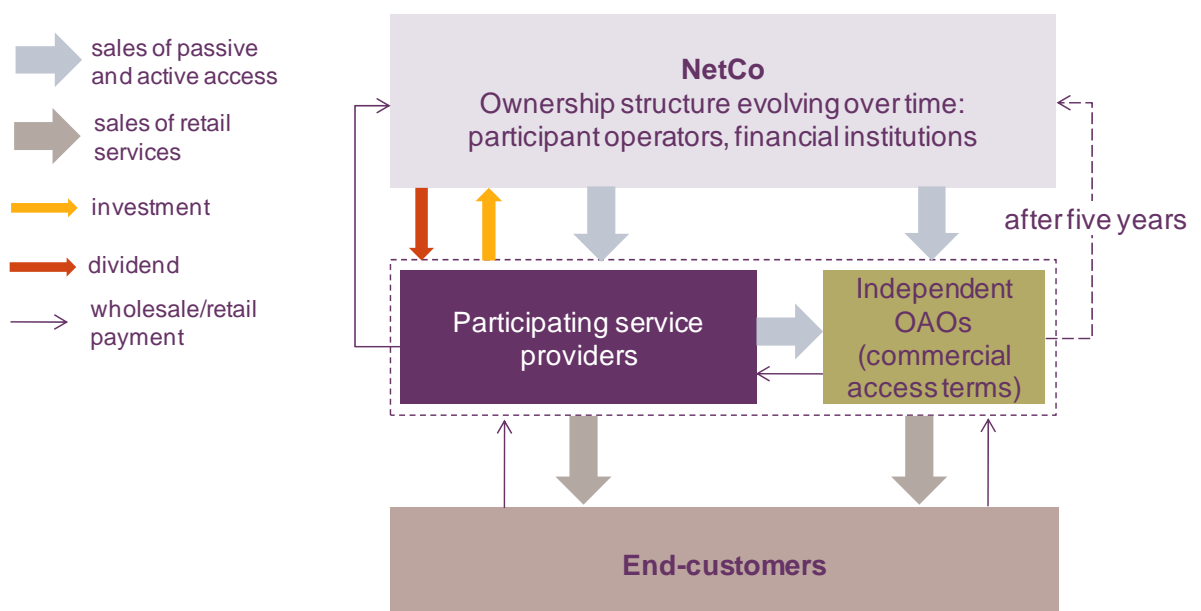 sales of passive
and active access
sales of retail
services
investment
dividend
wholesale/retail
payment
NetCo
Ownership structure evolving over time:
participant operators, financial institutions
after five years
Participating service
providers
Independent
OAOs
(commercial
access terms)
End-customers